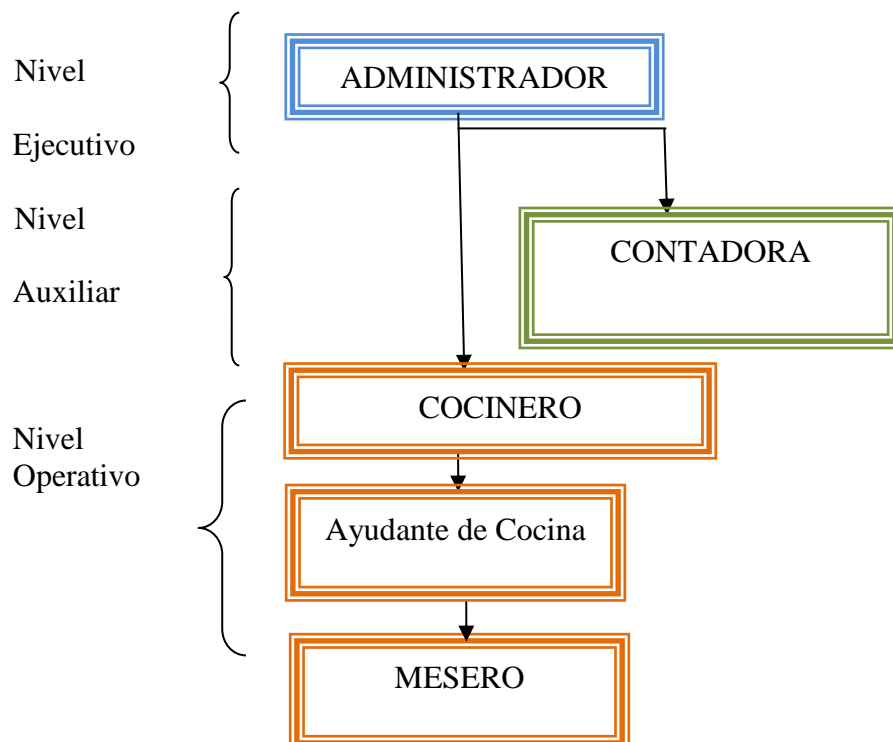 Nivel
ADMINISTRADOR
Ejecutivo
Nivel
CONTADORA
Auxiliar
COCINERO
Nivel
Operativo
Ayudante de Cocina
MESERO